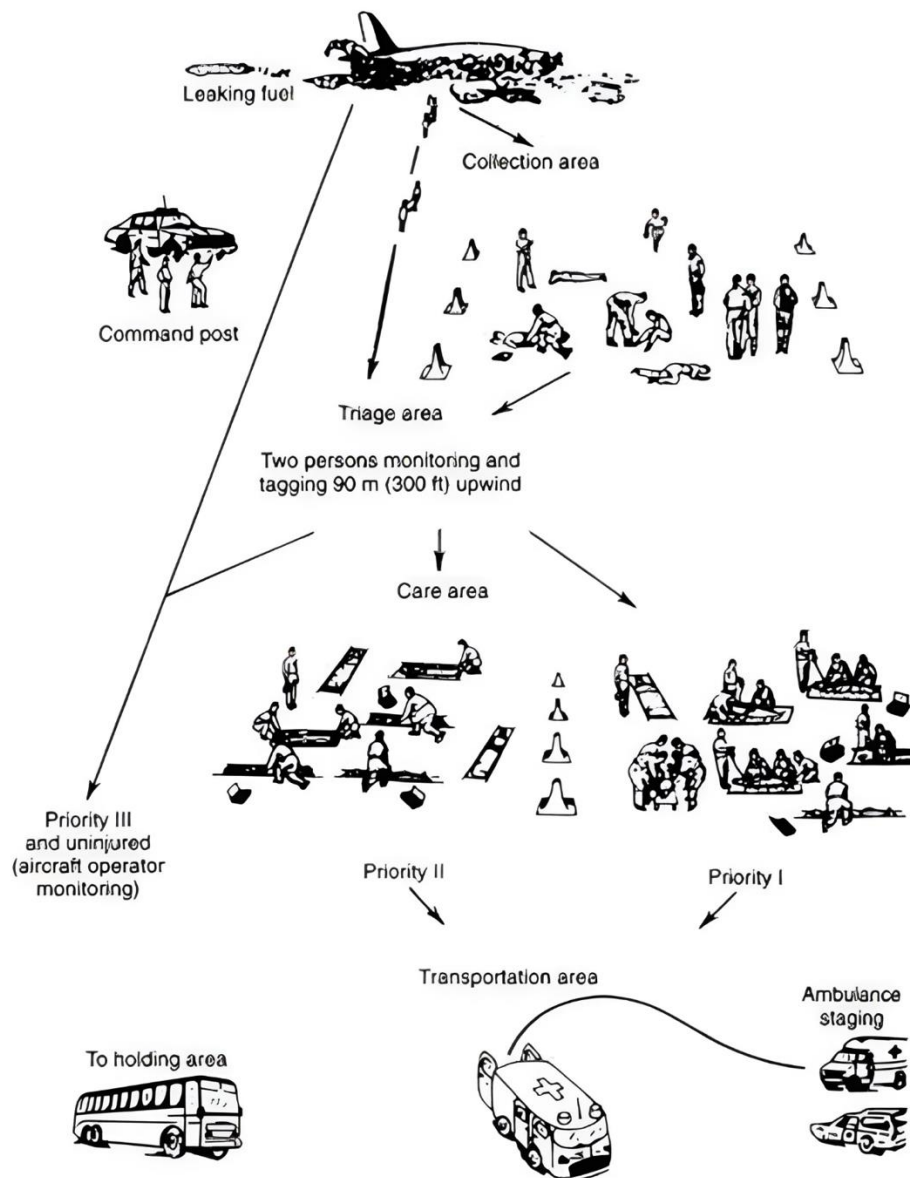 Leaking fuel
Collection area
Command post
Triage area
Two persons monitoring and
tagging 90 m (300 ft) upwind
Care area
Priority III
and uninjured
(aircraft operator
monitoring)
Priority II
Priority I
Transportation area
Ambulance
staging
To holding area